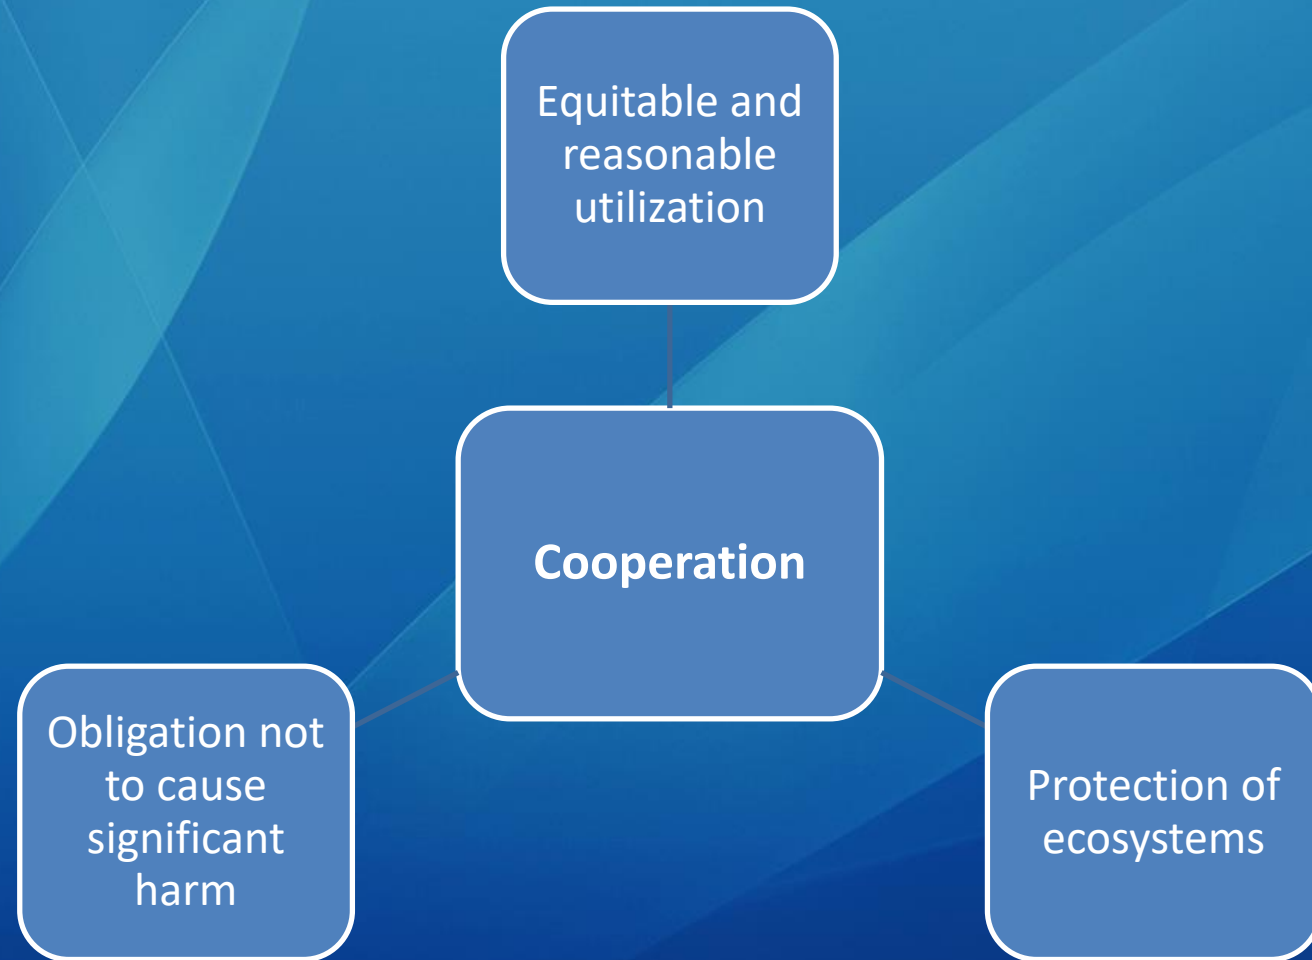 Equitable and
reasonable
utilization
Cooperation
Obligation not
to cause
significant
harm
Protection of
ecosystems